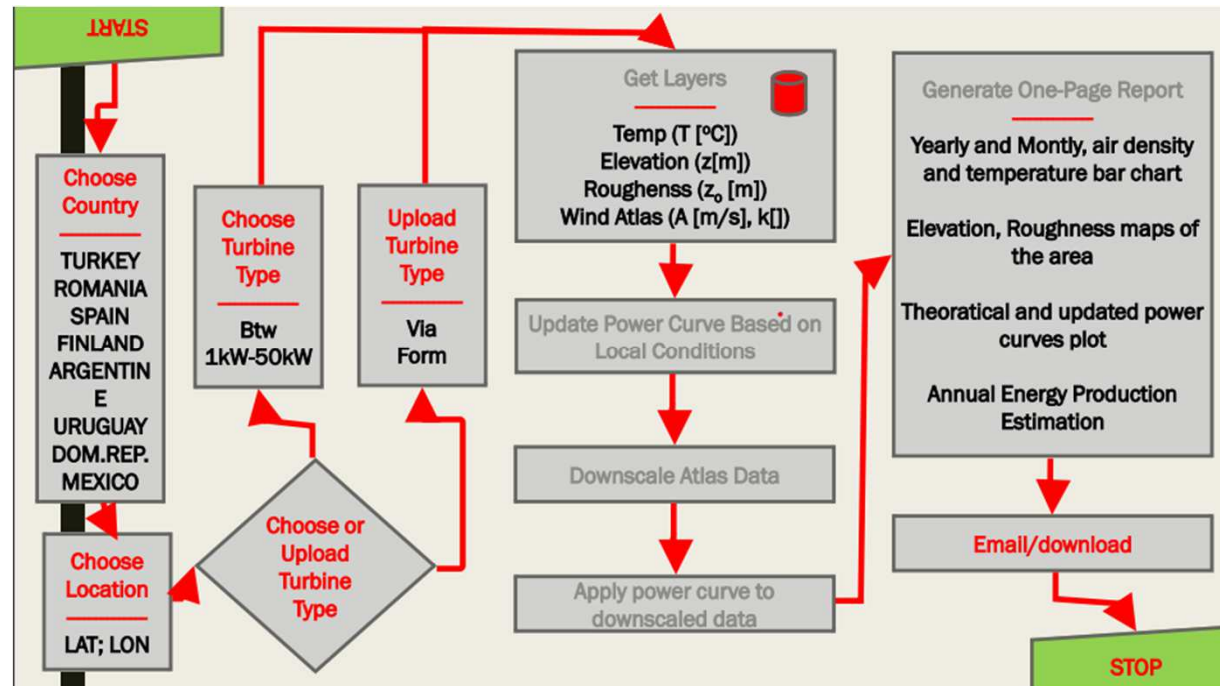 START
Choose
Country
TURKEY
ROMANIA
SPAIN
FINLAND
ARGENTIN
E
URUGUAY
DOM.REP.
MEXICO
Choose
Location
LAT; LON
Choose or
Upload
Turbine
Type
Choose
Turbine
Type
Btw
1kW-50kW
Upload
Turbine
Type
Via
Form
Get Layers
Temp (T [ºC])
Elevation (z[m])
Roughenss (z₀ [m])
Wind Atlas (A [m/s], k[])
Update Power Curve Based on
Local Conditions
Downscale Atlas Data
Apply power curve to
downscaled data
Generate One-Page Report
Yearly and Montly, air density
and temperature bar chart
Elevation, Roughness maps of
the area
Theoratical and updated power
curves plot
Annual Energy Production
Estimation
Email/download
STOP